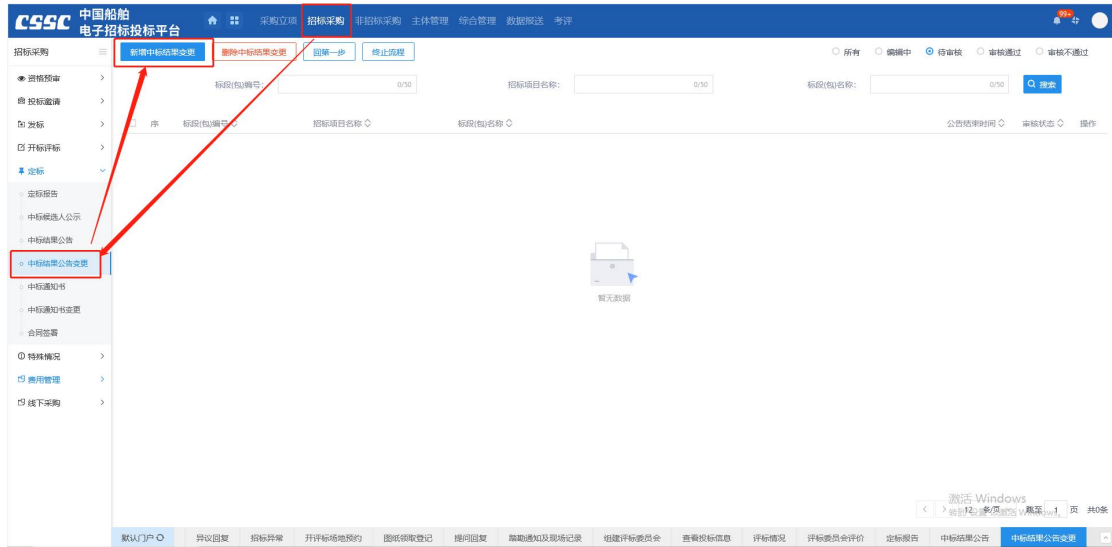 CSSC 中国船舶
电子招标投标平台
采购立项 招标采购 非招标采购 主体管理 综合管理 数据报送 考评
99+
招标采购
新增中标结果变更 删除中标结果变更 回第一步 终止流程
所有 编辑中 待审核 审核通过 审核不通过
资格预审
标段(包)编号: 0/50 招标项目名称: 0/50 标段(包)名称: 0/50 搜索
投标邀请
发标
序 标段(包)编号 招标项目名称 标段(包)名称 公告结束时间 审核状态 操作
开标评标
定标
定标报告
中标候选人公示
中标结果公告
中标结果公告变更
中标通知书
中标通知书变更
合同签署
特殊情况
费用管理
线下采购
暂无数据
激活 Windows
12 条/页 跳至 1 页 共0条
默认门户 异议回复 招标异常 开评标场地预约 图纸领取登记 提问回复 踏勘通知及现场记录 组建评标委员会 查看投标信息 评标情况 评标委员会评价 定标报告 中标结果公告 中标结果公告变更